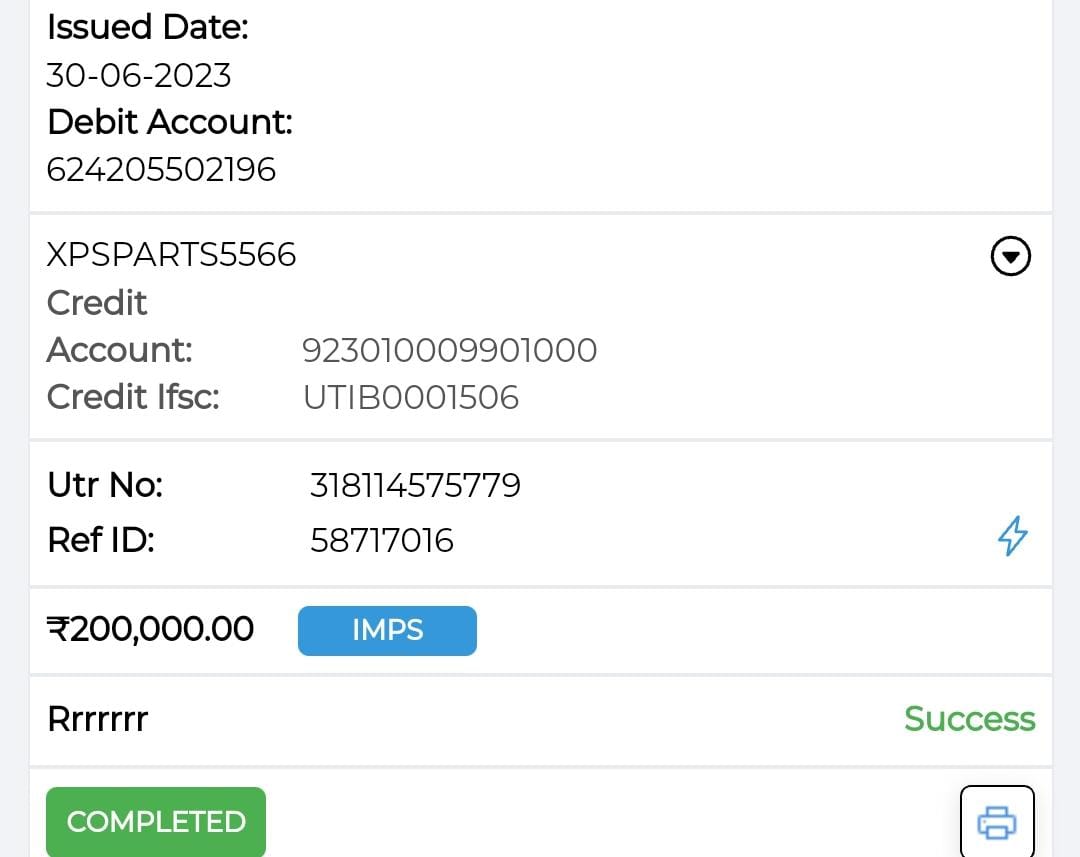 Issued Date:
30-06-2023
Debit Account:
624205502196
XPSPARTS5566
Credit
Account: 923010009901000
Credit Ifsc: UTIB0001506
Utr No: 318114575779
Ref ID: 58717016
₹200,000.00 IMPS
Rrrrrrr Success
COMPLETED